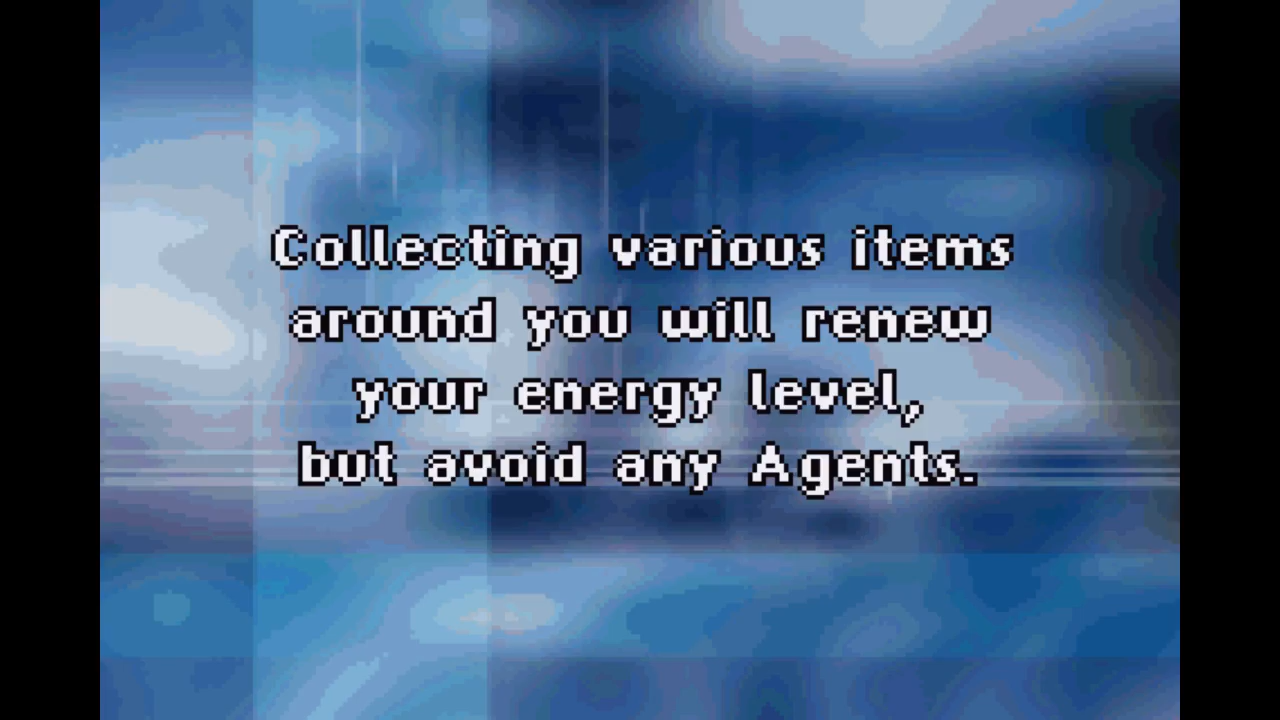 Collecting various items
around you will renew
your energy level,
but avoid any Agents.